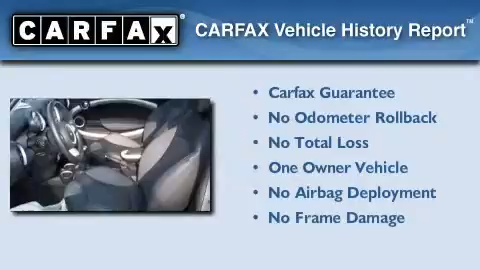 CARFAX
CARFAX Vehicle History Report™
• Carfax Guarantee
• No Odometer Rollback
• No Total Loss
• One Owner Vehicle
• No Airbag Deployment
• No Frame Damage